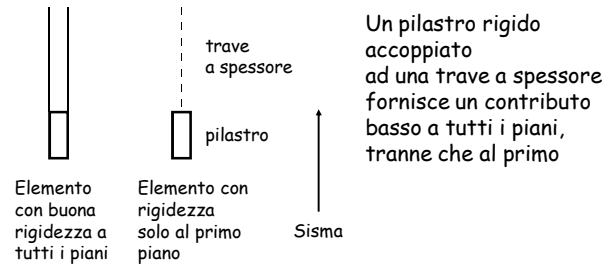 trave
a spessore
pilastro
Elemento
con buona
rigidezza a
tutti i piani
Elemento con
rigidezza
solo al primo
piano
Sisma
Un pilastro rigido
accoppiato
ad una trave a spessore
fornisce un contributo
basso a tutti i piani,
tranne che al primo